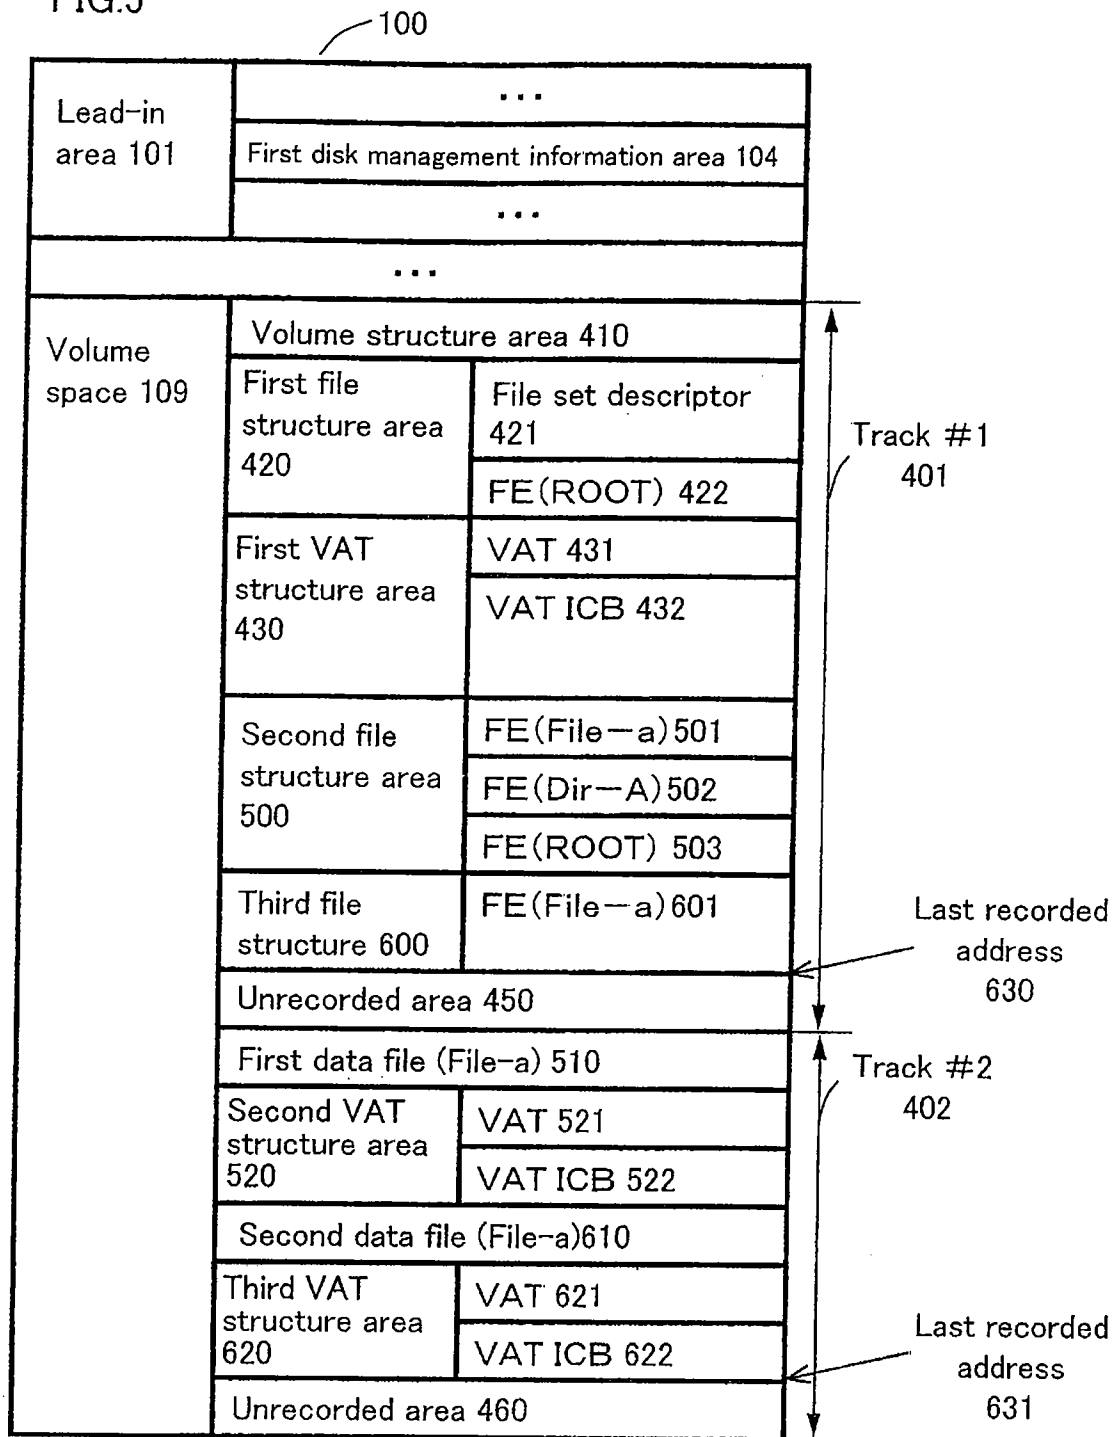 FIG.5
100
Lead-in
area 101
...
First disk management information area 104
...
...
Volume
space 109
Volume structure area 410
First file
structure area
420
File set descriptor
421
FE(ROOT) 422
First VAT
structure area
430
VAT 431
VAT ICB 432
Second file
structure area
500
FE(File-a)501
FE(Dir-A)502
FE(ROOT) 503
Third file
structure 600
FE(File-a)601
Unrecorded area 450
Track #1
401
Last recorded
address
630
First data file (File-a) 510
Second VAT
structure area
520
VAT 521
VAT ICB 522
Second data file (File-a)610
Third VAT
structure area
620
VAT 621
VAT ICB 622
Unrecorded area 460
Track #2
402
Last recorded
address
631